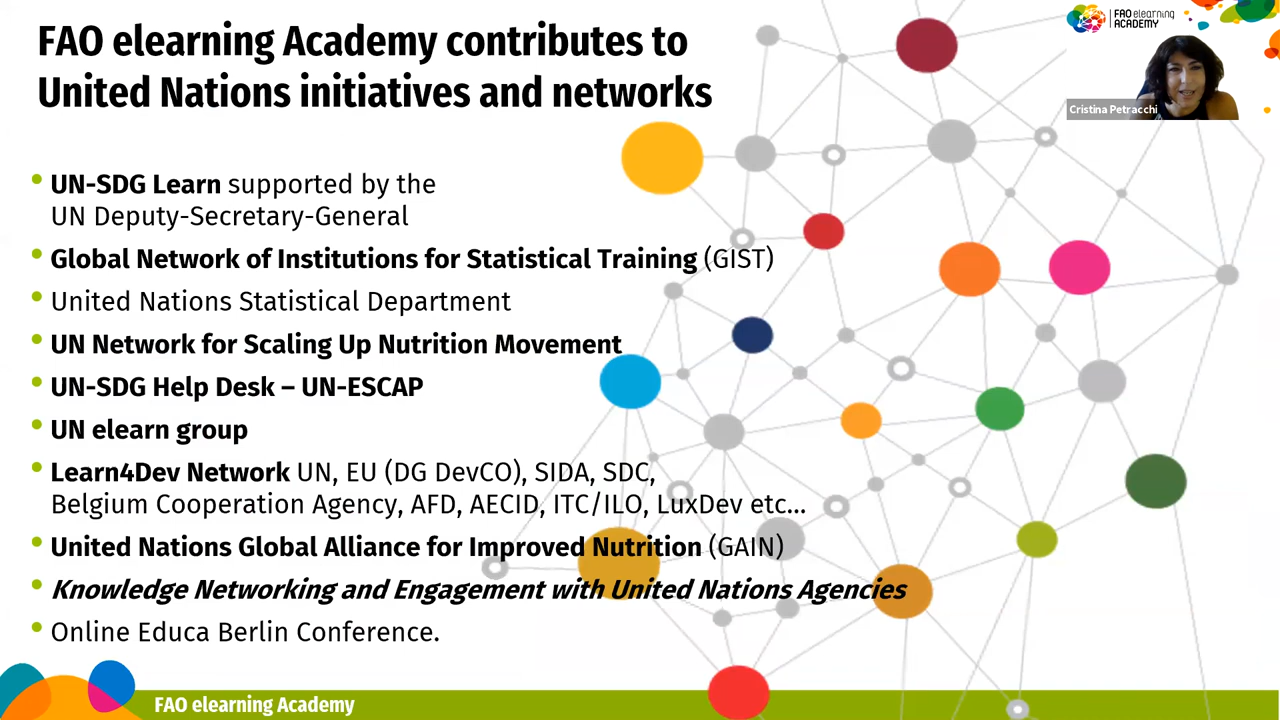 FAO elearning Academy contributes to
United Nations initiatives and networks
FAO elearning
ACADEMY
Cristina Petracchi
• UN-SDG Learn supported by the
UN Deputy-Secretary-General
• Global Network of Institutions for Statistical Training (GIST)
• United Nations Statistical Department
• UN Network for Scaling Up Nutrition Movement
• UN-SDG Help Desk – UN-ESCAP
• UN elearn group
• Learn4Dev Network UN, EU (DG DevCO), SIDA, SDC,
Belgium Cooperation Agency, AFD, AECID, ITC/ILO, LuxDev etc...
• United Nations Global Alliance for Improved Nutrition (GAIN)
• Knowledge Networking and Engagement with United Nations Agencies
• Online Educa Berlin Conference.
FAO elearning Academy